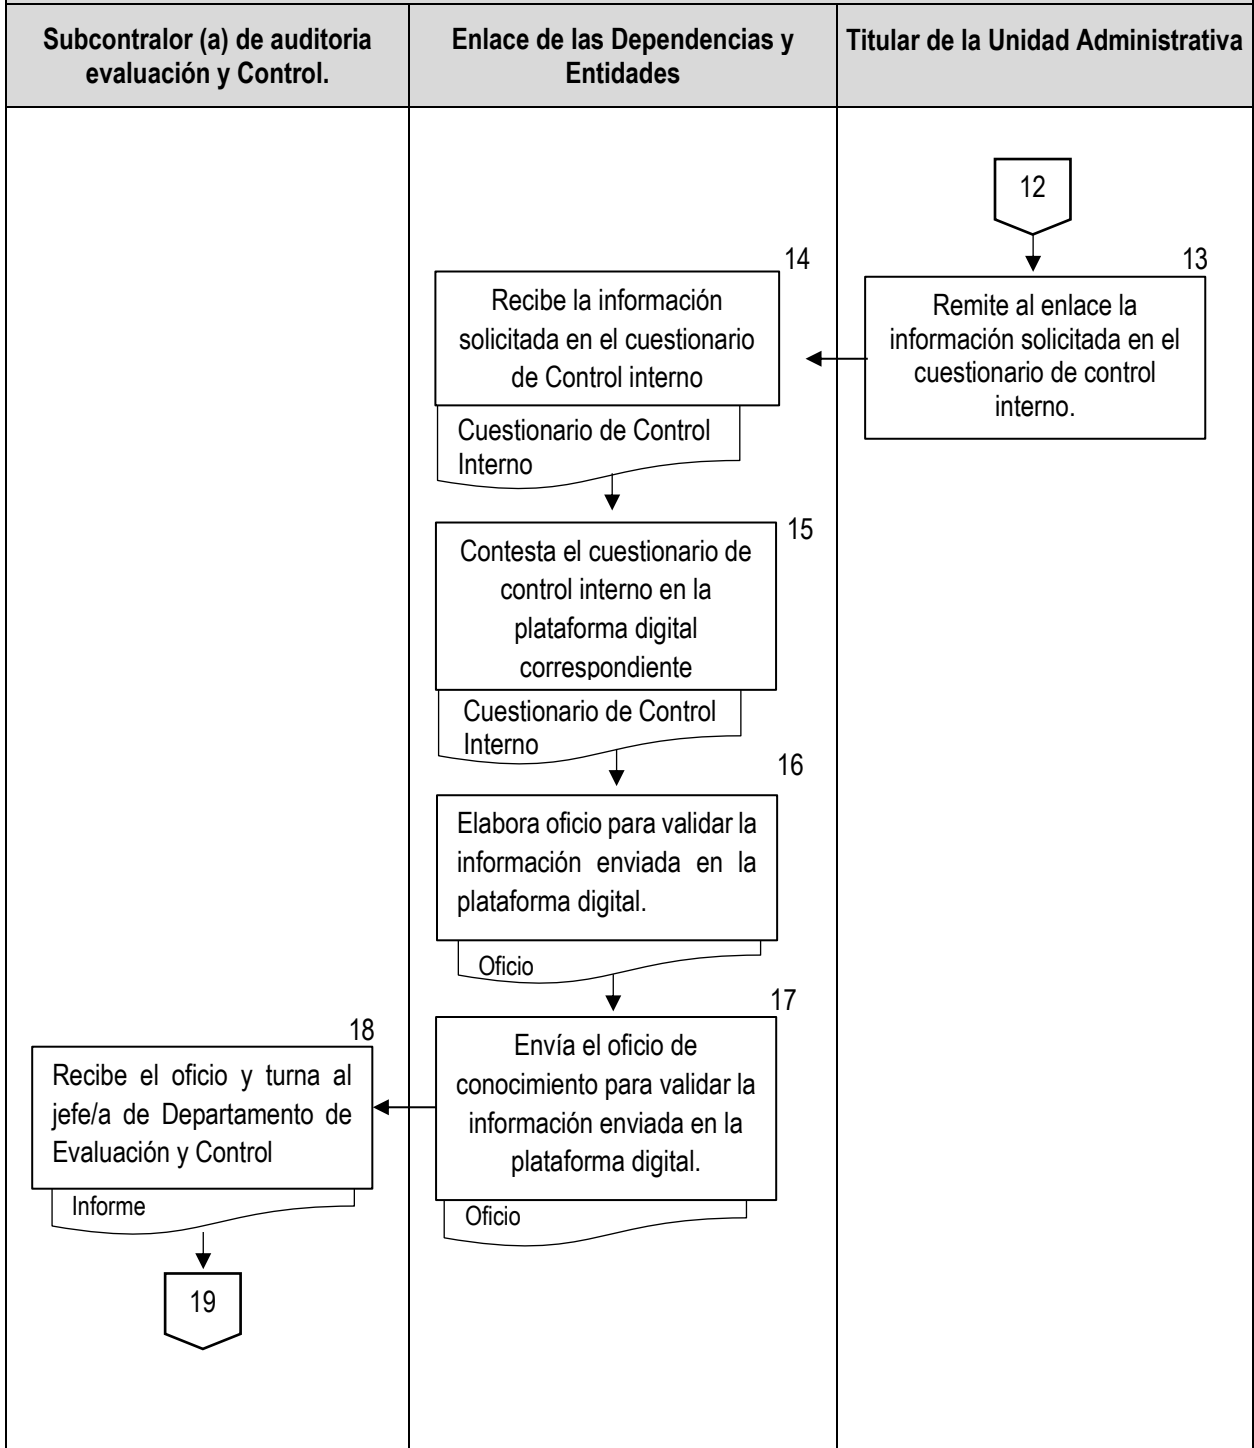 Subcontralor (a) de auditoria
evaluación y Control.
Enlace de las Dependencias y
Entidades
Titular de la Unidad Administrativa
12
13
Remite al enlace la
información solicitada en el
cuestionario de control
interno.
14
Recibe la información
solicitada en el cuestionario
de Control interno
Cuestionario de Control
Interno
15
Contesta el cuestionario de
control interno en la
plataforma digital
correspondiente
Cuestionario de Control
Interno
16
Elabora oficio para validar la
información enviada en la
plataforma digital.
Oficio
17
Envía el oficio de
conocimiento para validar la
información enviada en la
plataforma digital.
Oficio
18
Recibe el oficio y turna al
jefe/a de Departamento de
Evaluación y Control
Informe
19